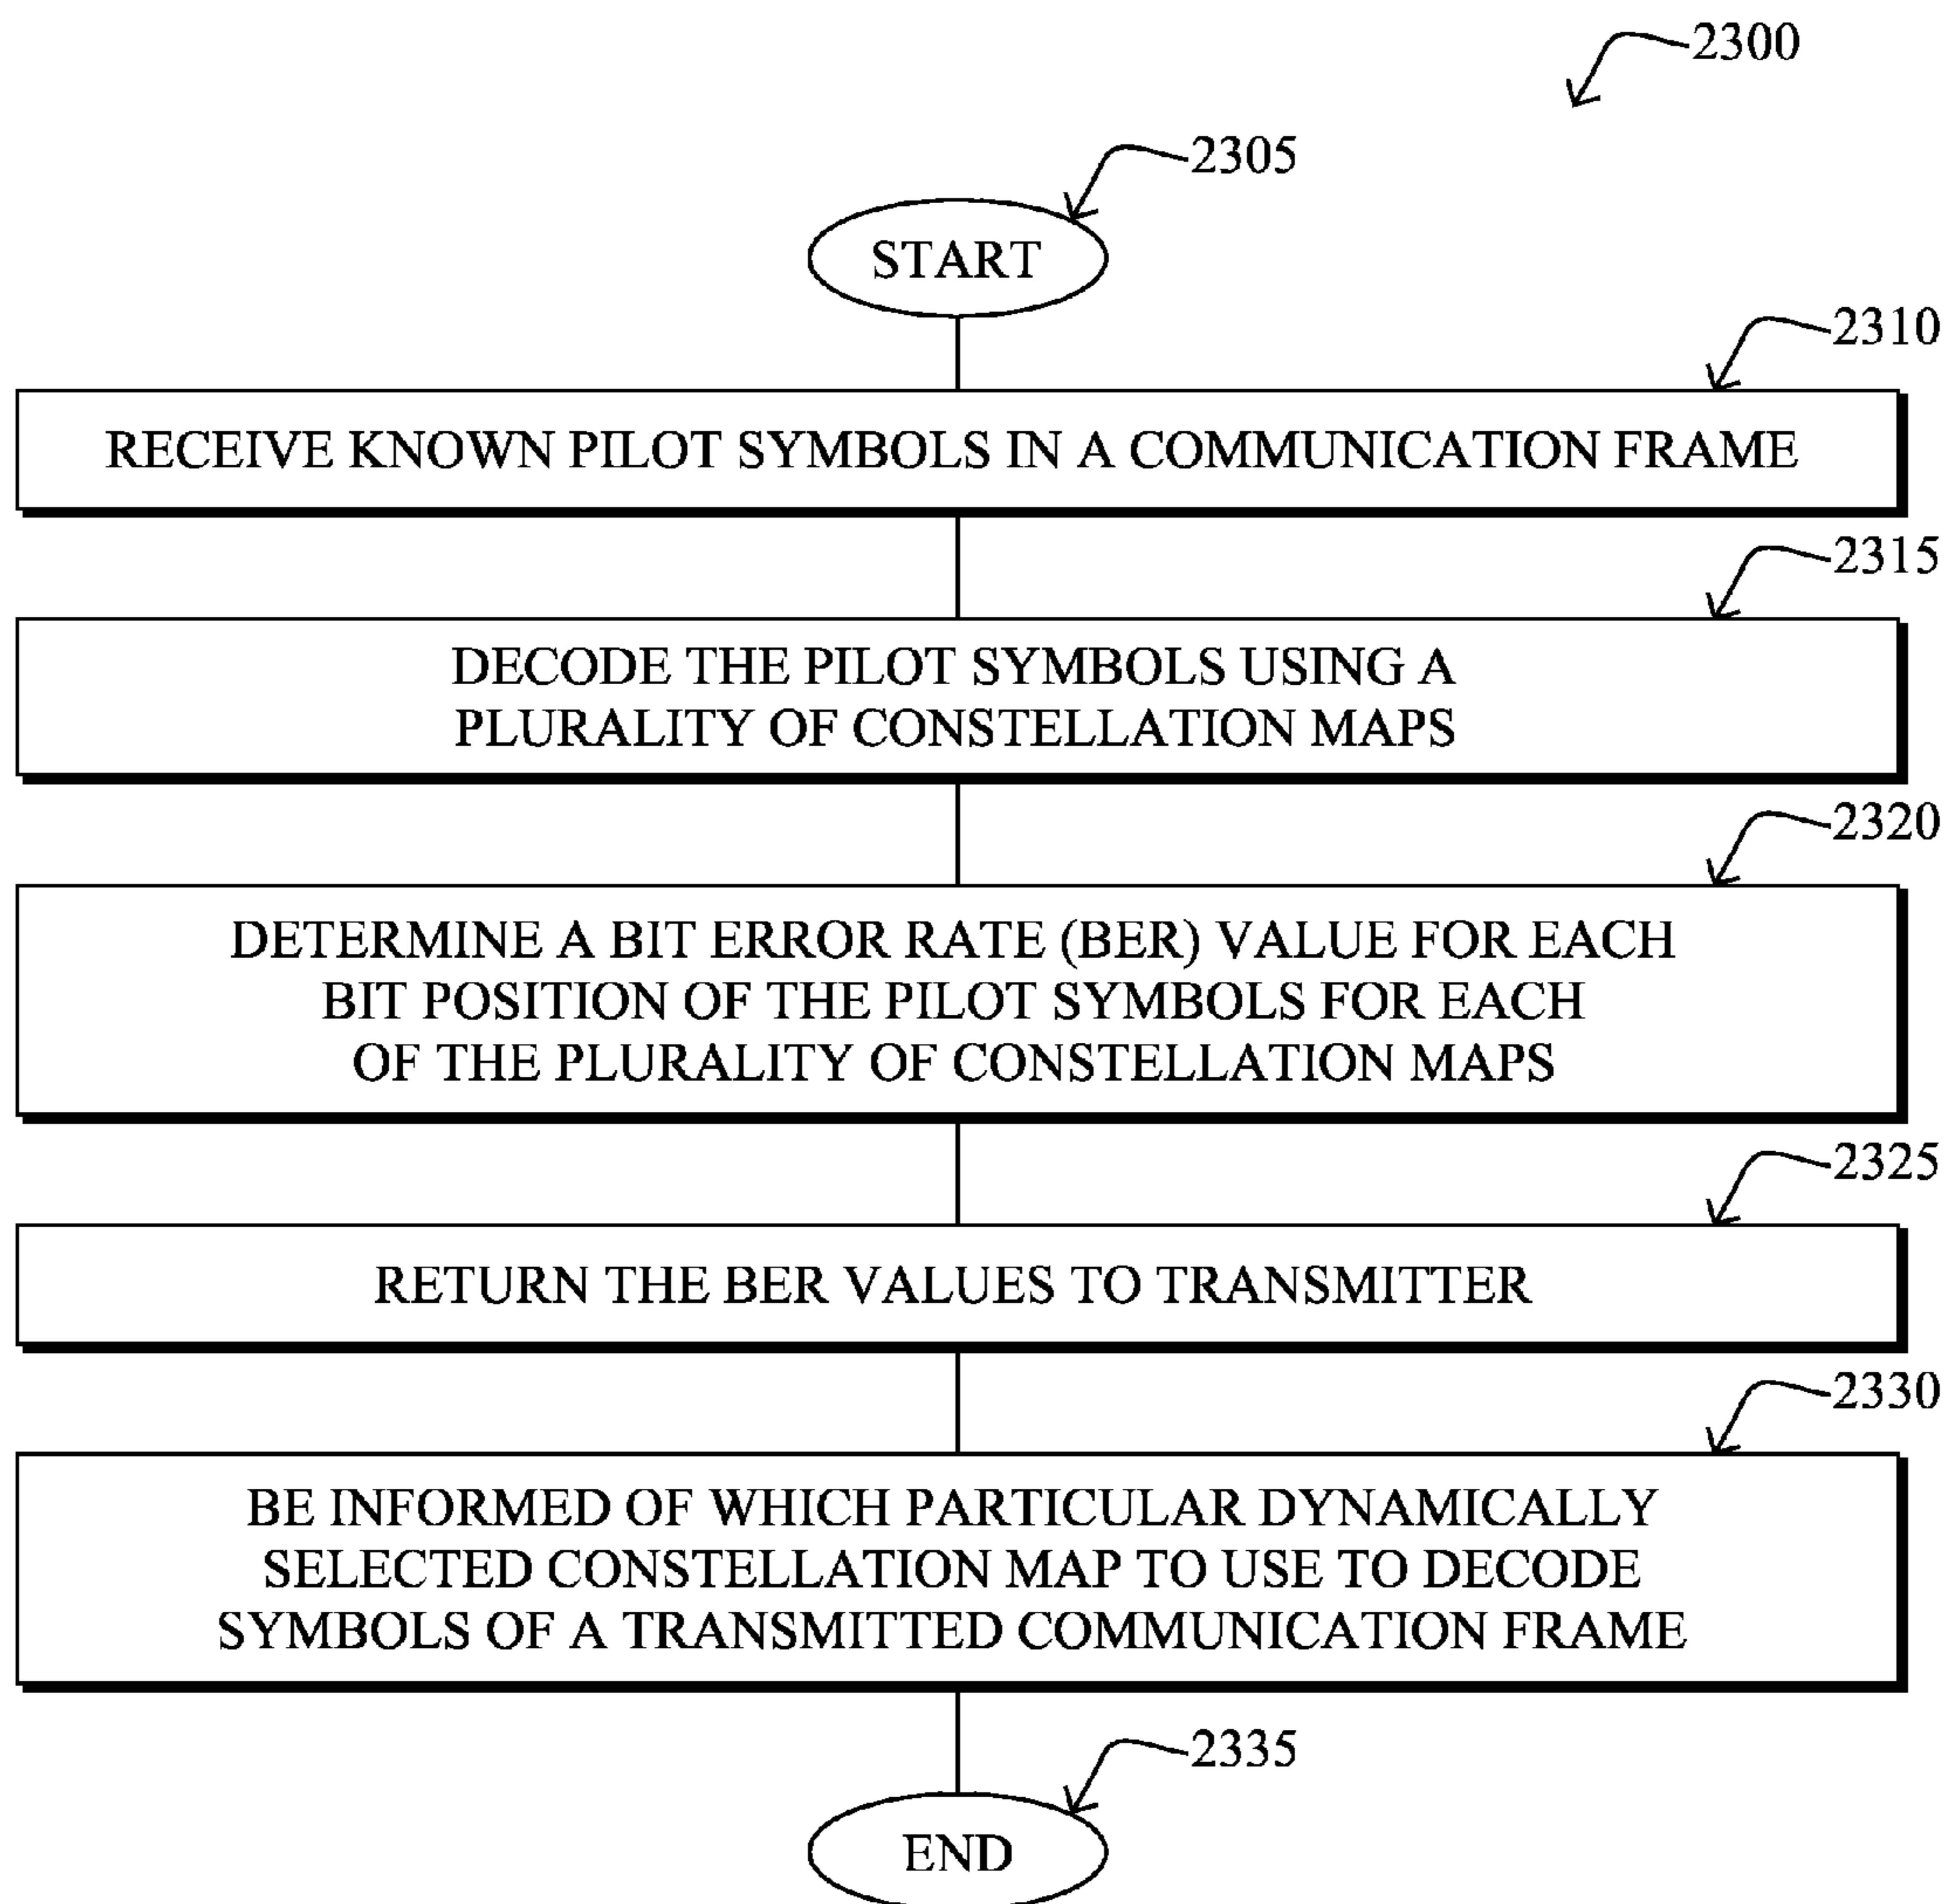 2300
2305
START
2310
RECEIVE KNOWN PILOT SYMBOLS IN A COMMUNICATION FRAME
2315
DECODE THE PILOT SYMBOLS USING A
PLURALITY OF CONSTELLATION MAPS
2320
DETERMINE A BIT ERROR RATE (BER) VALUE FOR EACH
BIT POSITION OF THE PILOT SYMBOLS FOR EACH
OF THE PLURALITY OF CONSTELLATION MAPS
2325
RETURN THE BER VALUES TO TRANSMITTER
2330
BE INFORMED OF WHICH PARTICULAR DYNAMICALLY
SELECTED CONSTELLATION MAP TO USE TO DECODE
SYMBOLS OF A TRANSMITTED COMMUNICATION FRAME
2335
END